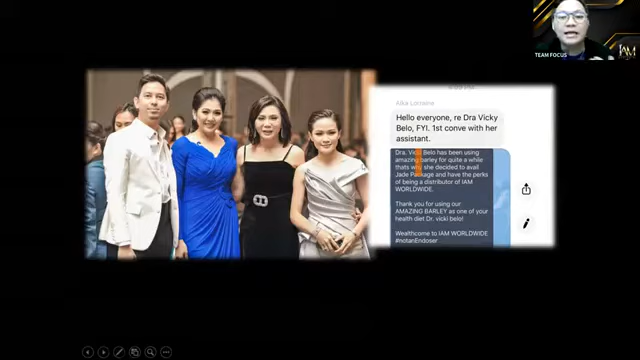 TEAM FOCUS
IAM
Alka Lorraine
Hello everyone, re Dra Vicky
Belo, FYI. 1st conve with her
assistant.
Dra. Vicki Belo has been using
amazing barley for quite a while
thats why she decided to avail
Jade Package and have the perks
of being a distributor of IAM
WORLDWIDE.
Thank you for using our
AMAZING BARLEY as one of your
health diet Dr. vicki belo!
Wealthcome to IAM WORLDWIDE
#notanEndoser